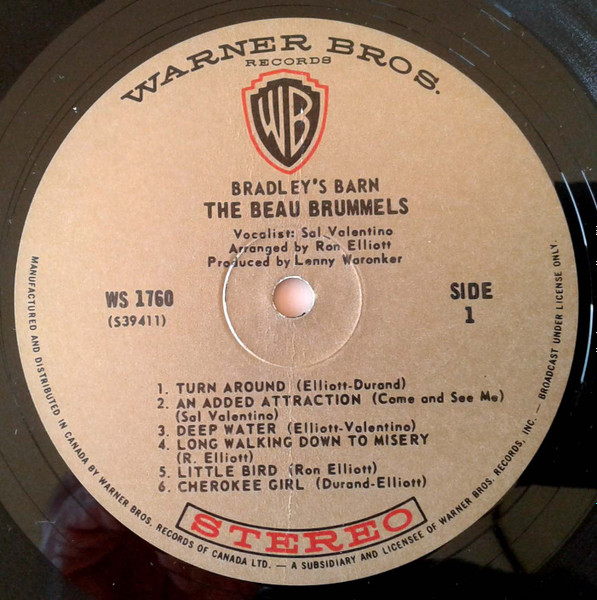 WARNER BROS.
RECORDS
WB
BRADLEY'S BARN
THE BEAU BRUMMELS
Vocalist: Sal Valentino
Arranged by Ron Elliott
Produced by Lenny Waronker
WS 1760
(S39411)
SIDE
1
1. TURN AROUND (Elliott-Durand)
2. AN ADDED ATTRACTION (Come and See Me)
(Sal Valentino)
3. DEEP WATER (Elliott-Valentino)
4. LONG WALKING DOWN TO MISERY
(R. Elliott)
5. LITTLE BIRD (Ron Elliott)
6. CHEROKEE GIRL (Durand-Elliott)
STEREO
MANUFACTURED AND DISTRIBUTED IN CANADA BY WARNER BROS. RECORDS OF CANADA LTD. — A SUBSIDIARY AND LICENSEE OF WARNER BROS. RECORDS, INC. — BROADCAST UNDER LICENSE ONLY.